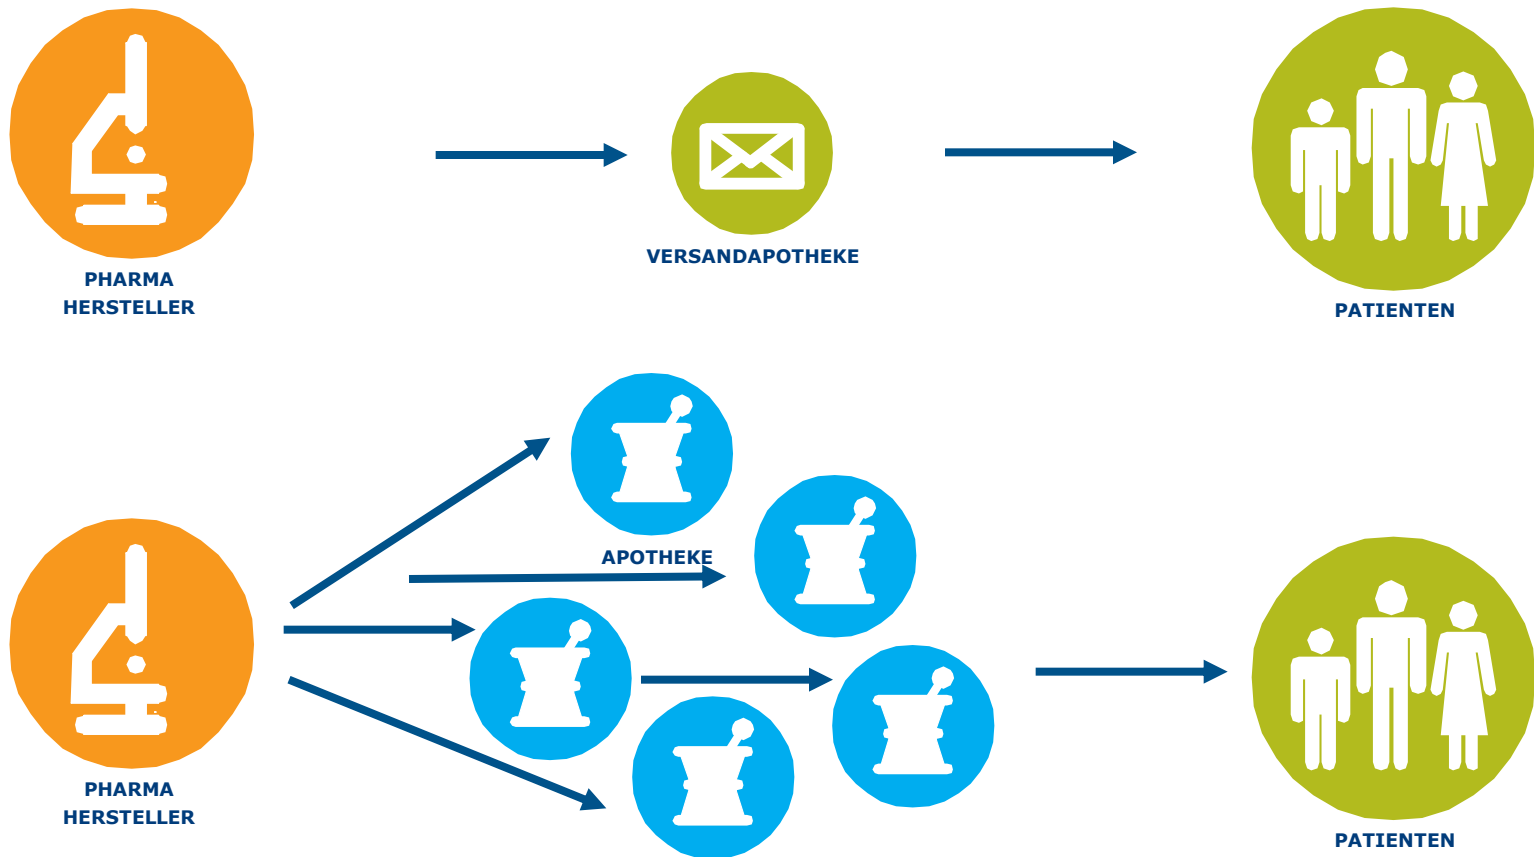 VERSANDAPOTHEKE
PHARMA
HERSTELLER
PATIENTEN
APOTHEKE
PHARMA
HERSTELLER
PATIENTEN